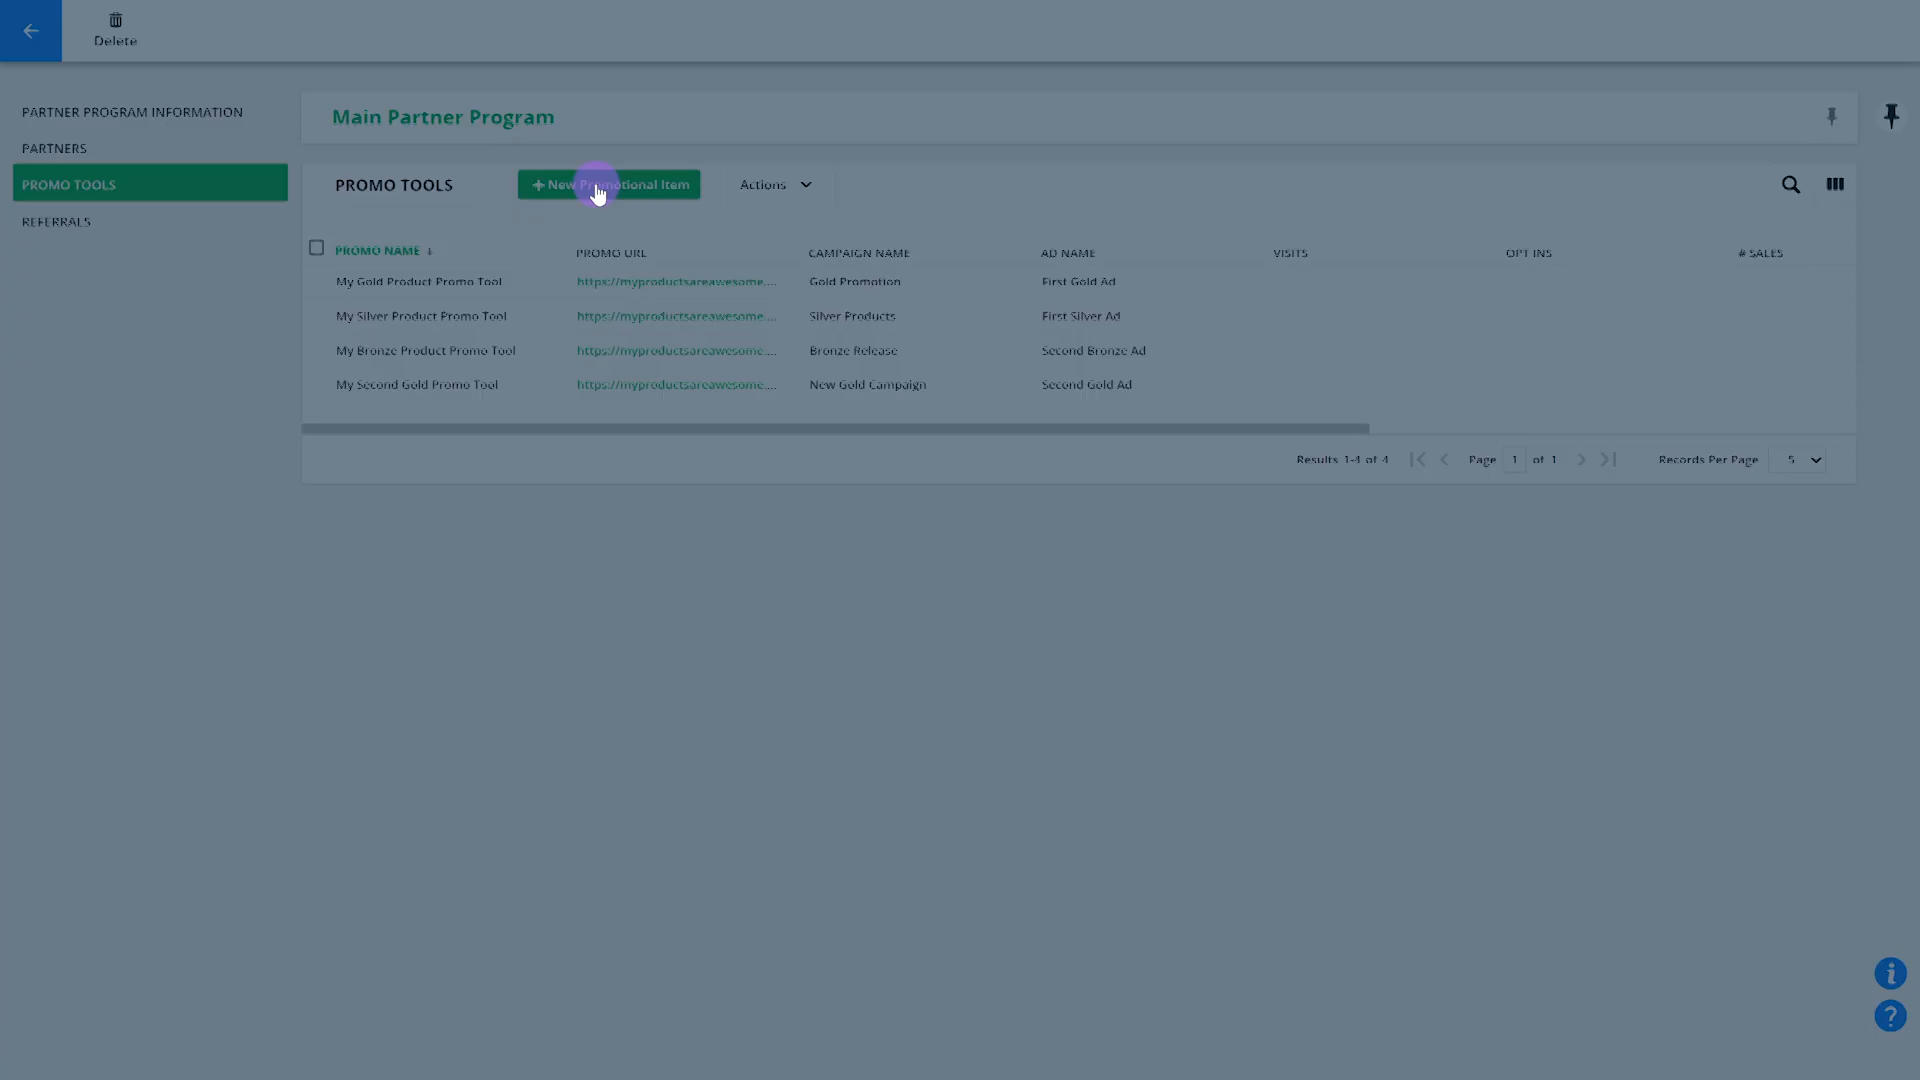 Delete
PARTNER PROGRAM INFORMATION
PARTNERS
PROMO TOOLS
REFERRALS
Main Partner Program
PROMO TOOLS
+ New Promotional Item
Actions
PROMO NAME ↓ PROMO URL CAMPAIGN NAME AD NAME VISITS OPT INS # SALES
My Gold Product Promo Tool https://myproductsareawesome.... Gold Promotion First Gold Ad
My Silver Product Promo Tool https://myproductsareawesome.... Silver Products First Silver Ad
My Bronze Product Promo Tool https://myproductsareawesome.... Bronze Release Second Bronze Ad
My Second Gold Promo Tool https://myproductsareawesome.... New Gold Campaign Second Gold Ad
Results 1-4 of 4 Page 1 of 1 Records Per Page 5
i
?